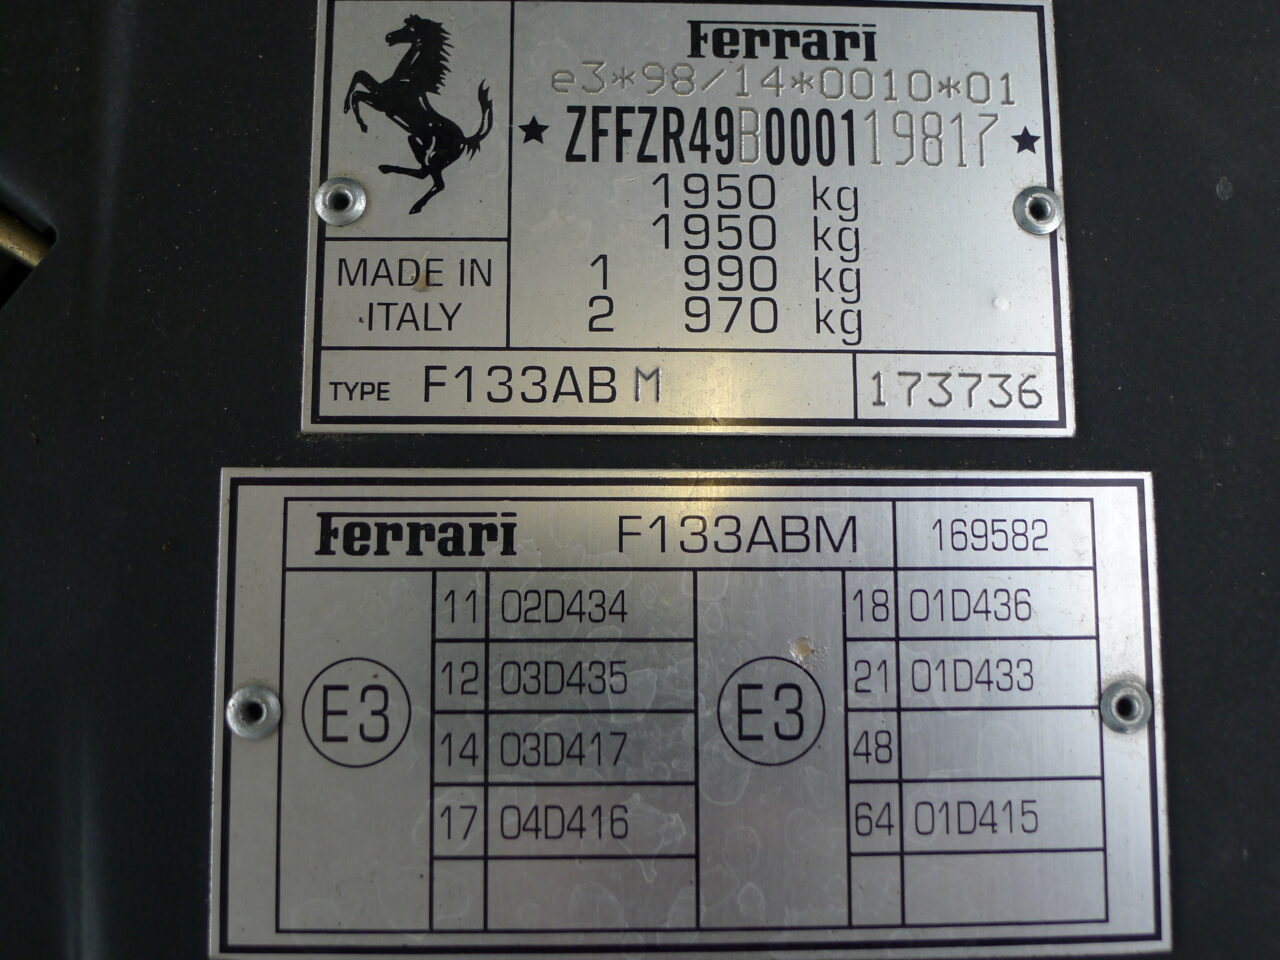 Ferrari
e3*98/14*0010*01
★ ZFFZR49B000119817 ★
1950 kg
1950 kg
1 990 kg
2 970 kg
MADE IN
ITALY
TYPE F133ABM 173736
Ferrari F133ABM 169582
E3
11 02D434
12 03D435
14 03D417
17 04D416
E3
18 01D436
21 01D433
48
64 01D415